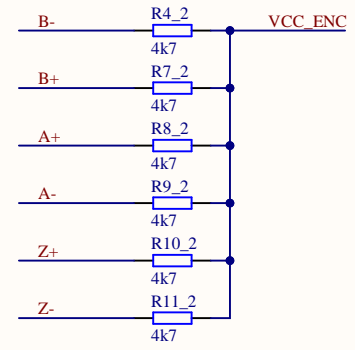 R4_2
B-
VCC_ENC
4k7
R7_2
B+
4k7
R8_2
A+
4k7
R9_2
A-
4k7
R10_2
Z+
4k7
R11_2
Z-
4k7